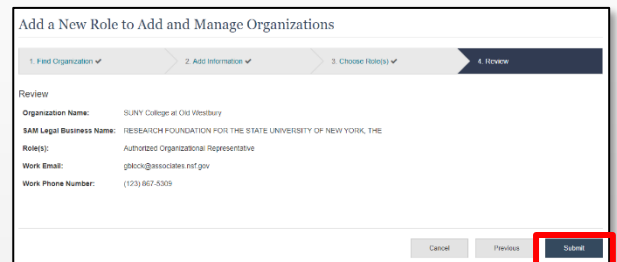 Add a New Role to Add and Manage Organizations
1. Find Organization ✔ 2. Add Information ✔ 3. Choose Role(s) ✔ 4. Review
Review
Organization Name: SUNY College at Old Westbury
SAM Legal Business Name: RESEARCH FOUNDATION FOR THE STATE UNIVERSITY OF NEW YORK, THE
Role(s): Authorized Organizational Representative
Work Email: gblock@associates.nsf.gov
Work Phone Number: (123) 867-5309
Cancel Previous Submit